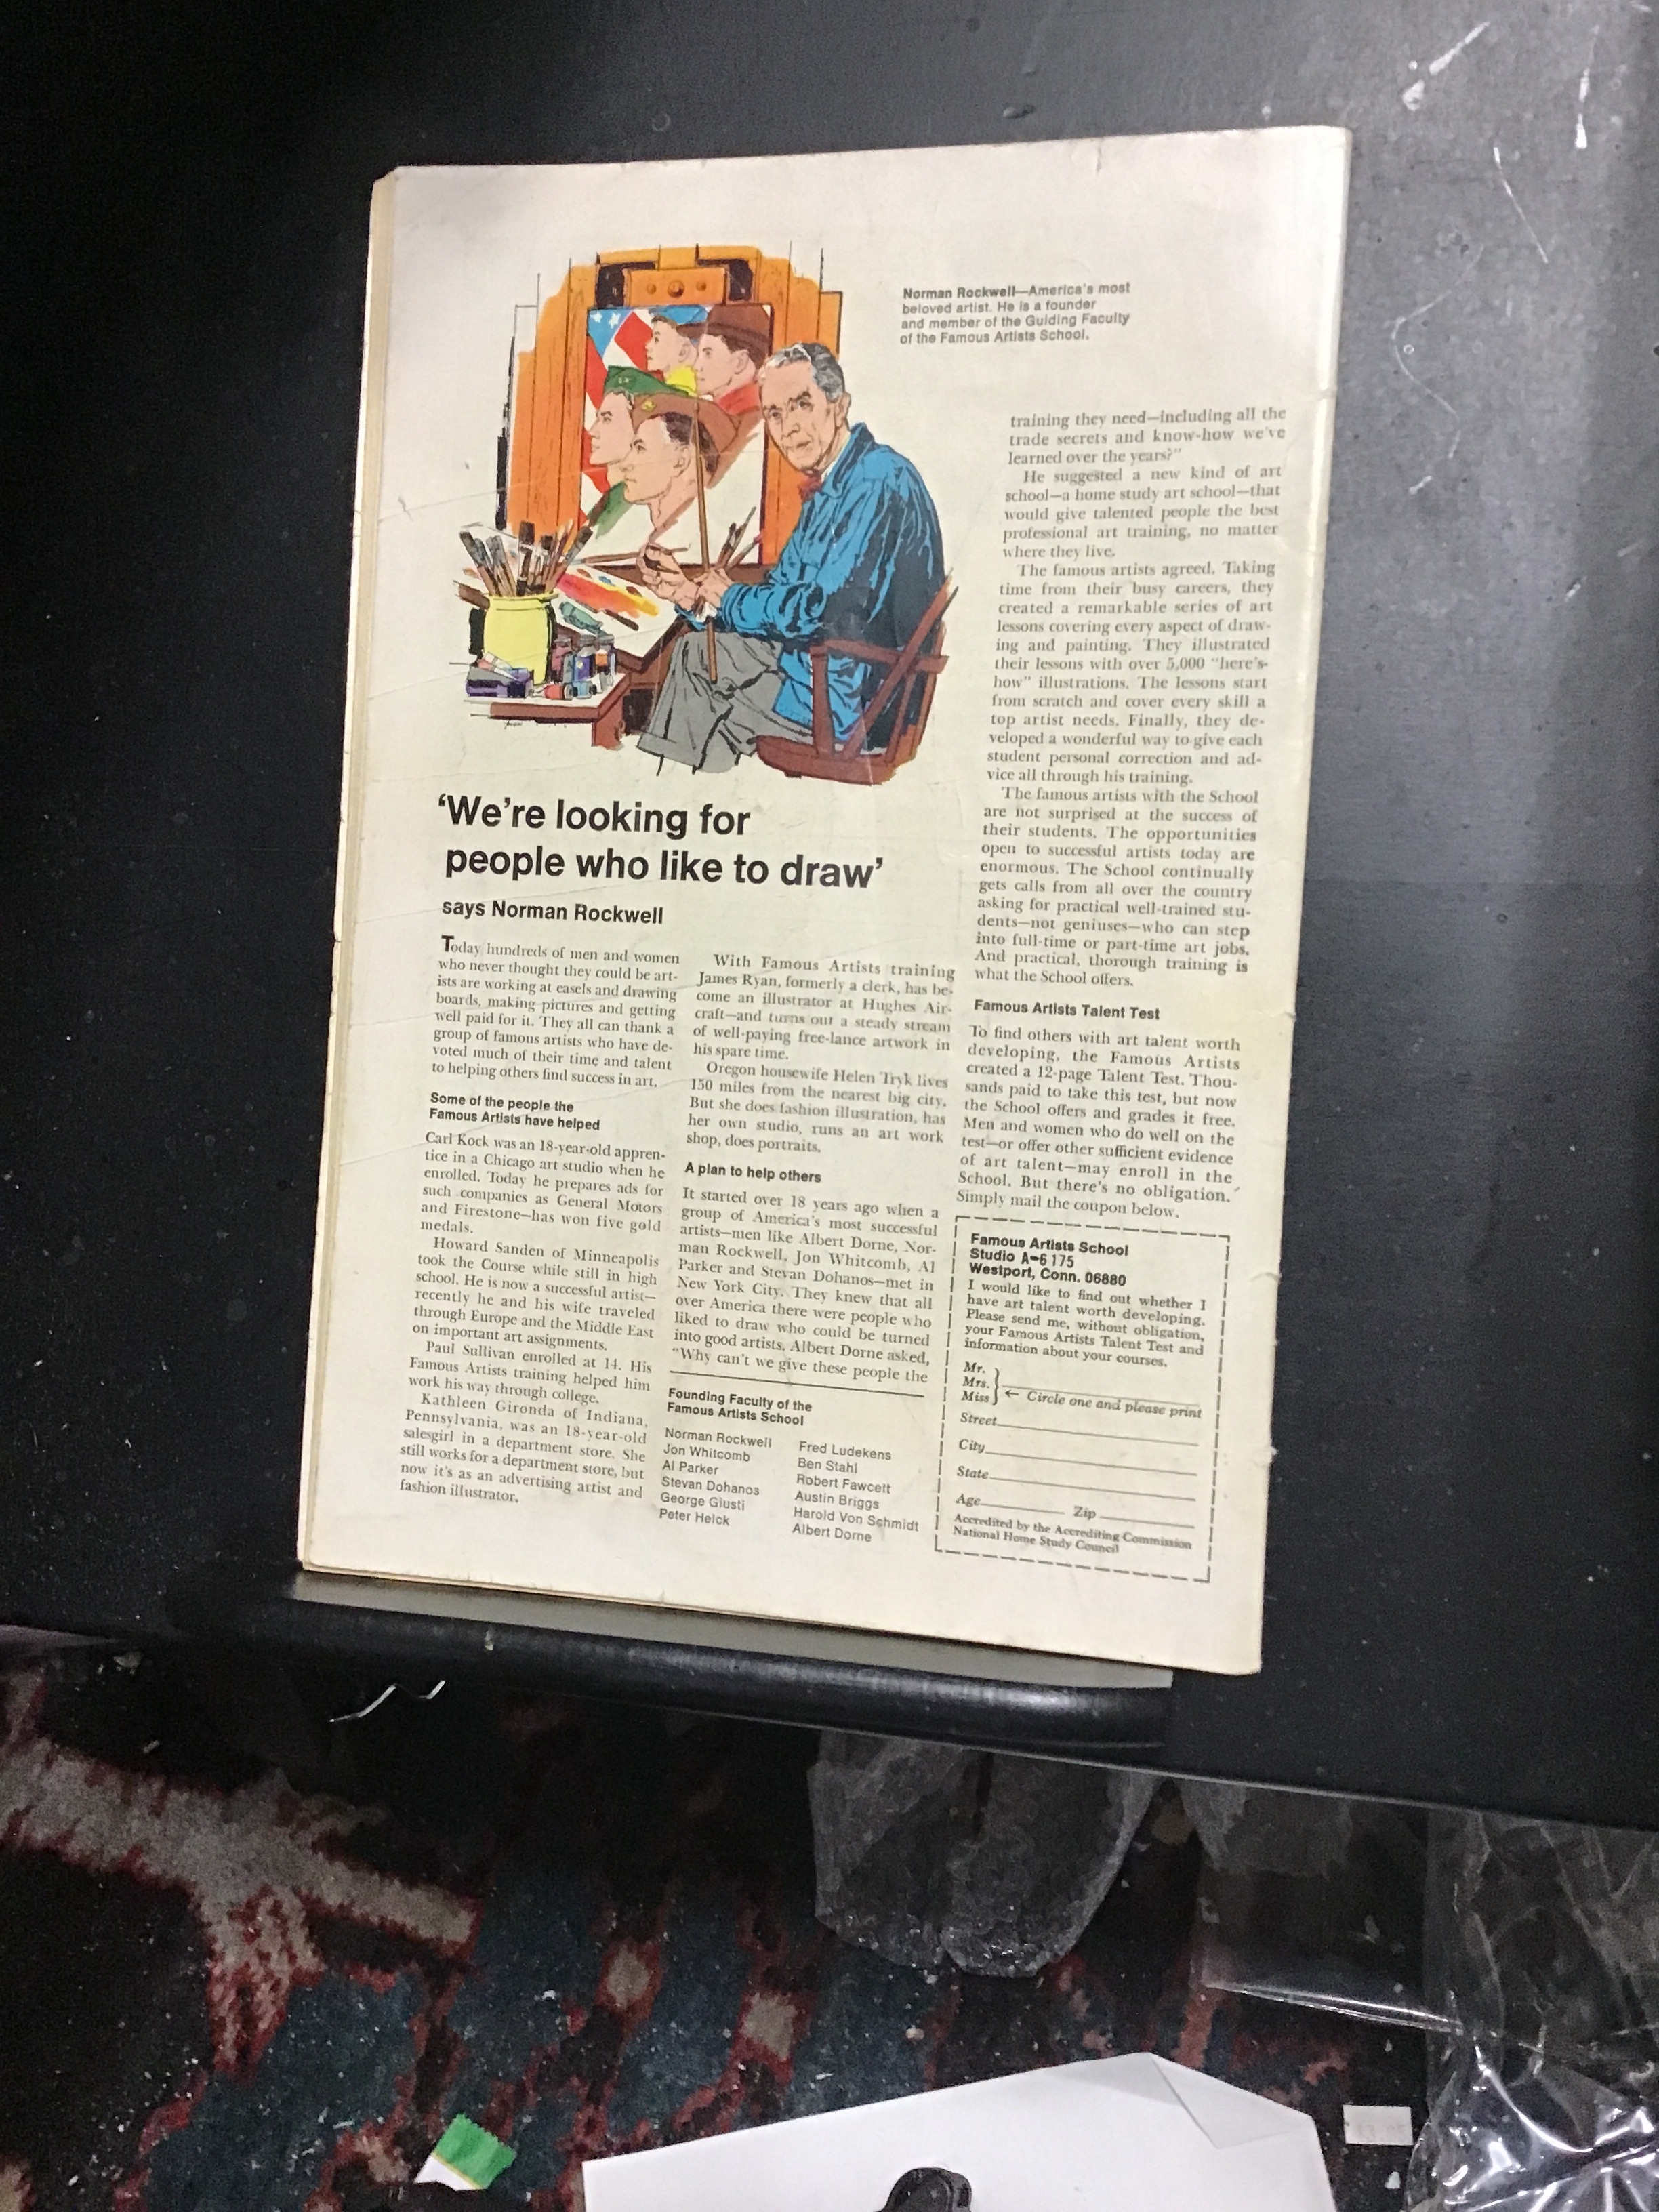 Norman Rockwell—America's most
beloved artist. He is a founder
and member of the Guiding Faculty
of the Famous Artists School.
'We're looking for
people who like to draw'
says Norman Rockwell
Today hundreds of men and women
who never thought they could be art-
ists are working at easels and drawing
boards, making pictures and getting
well paid for it. They all can thank a
group of famous artists who have de-
voted much of their time and talent
to helping others find success in art.
Some of the people the
Famous Artists have helped
Carl Kock was an 18-year-old appren-
tice in a Chicago art studio when he
enrolled. Today he prepares ads for
such companies as General Motors
and Firestone—has won five gold
medals.
Howard Sanden of Minneapolis
took the Course while still in high
school. He is now a successful artist—
recently he and his wife traveled
through Europe and the Middle East
on important art assignments.
Paul Sullivan enrolled at 14. His
Famous Artists training helped him
work his way through college.
Kathleen Gironda of Indiana,
Pennsylvania, was an 18-year-old
salesgirl in a department store. She
still works for a department store, but
now it's as an advertising artist and
fashion illustrator.
With Famous Artists training
James Ryan, formerly a clerk, has be-
come an illustrator at Hughes Air-
craft—and turns out a steady stream
of well-paying free-lance artwork in
his spare time.
Oregon housewife Helen Tryk lives
150 miles from the nearest big city.
But she does fashion illustration, has
her own studio, runs an art work
shop, does portraits.
A plan to help others
It started over 18 years ago when a
group of America's most successful
artists—men like Albert Dorne, Nor-
man Rockwell, Jon Whitcomb, Al
Parker and Stevan Dohanos—met in
New York City. They knew that all
over America there were people who
liked to draw who could be turned
into good artists. Albert Dorne asked,
"Why can't we give these people the
Founding Faculty of the
Famous Artists School
Norman Rockwell
Jon Whitcomb
Al Parker
Stevan Dohanos
George Giusti
Peter Helck
Fred Ludekens
Ben Stahl
Robert Fawcett
Austin Briggs
Harold Von Schmidt
Albert Dorne
training they need—including all the
trade secrets and know-how we've
learned over the years?"
He suggested a new kind of art
school—a home study art school—that
would give talented people the best
professional art training, no matter
where they live.
The famous artists agreed. Taking
time from their busy careers, they
created a remarkable series of art
lessons covering every aspect of draw-
ing and painting. They illustrated
their lessons with over 5,000 "here's-
how" illustrations. The lessons start
from scratch and cover every skill a
top artist needs. Finally, they de-
veloped a wonderful way to give each
student personal correction and ad-
vice all through his training.
The famous artists with the School
are not surprised at the success of
their students. The opportunities
open to successful artists today are
enormous. The School continually
gets calls from all over the country
asking for practical well-trained stu-
dents—not geniuses—who can step
into full-time or part-time art jobs.
And practical, thorough training is
what the School offers.
Famous Artists Talent Test
To find others with art talent worth
developing, the Famous Artists
created a 12-page Talent Test. Thou-
sands paid to take this test, but now
the School offers and grades it free.
Men and women who do well on the
test—or offer other sufficient evidence
of art talent—may enroll in the
School. But there's no obligation.
Simply mail the coupon below.
Famous Artists School
Studio A-6175
Westport, Conn. 06880
I would like to find out whether I
have art talent worth developing.
Please send me, without obligation,
your Famous Artists Talent Test and
information about your courses.
Mr.
Mrs.
Miss ← Circle one and please print
Street
City
State
Age Zip
Accredited by the Accrediting Commission
National Home Study Council